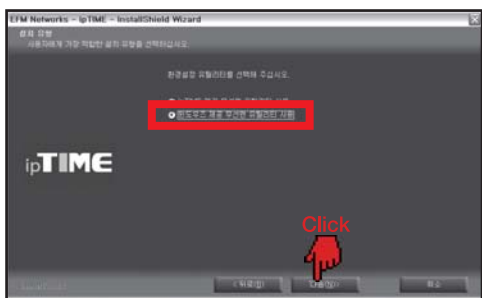 EFM Networks - ipTIME - InstallShield Wizard
설치 유형
사용자에게 가장 적합한 설치 유형을 선택하십시오.
환경설정 유틸리티를 선택해 주십시오.
윈도우즈 제공 무선랜 유틸리티 사용
ipTIME
Click
InstallShield
< 뒤로(B)
다음(N) >
취소